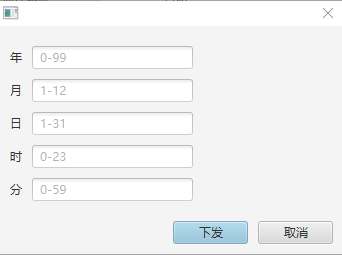 年 0-99
月 1-12
日 1-31
时 0-23
分 0-59
下发 取消